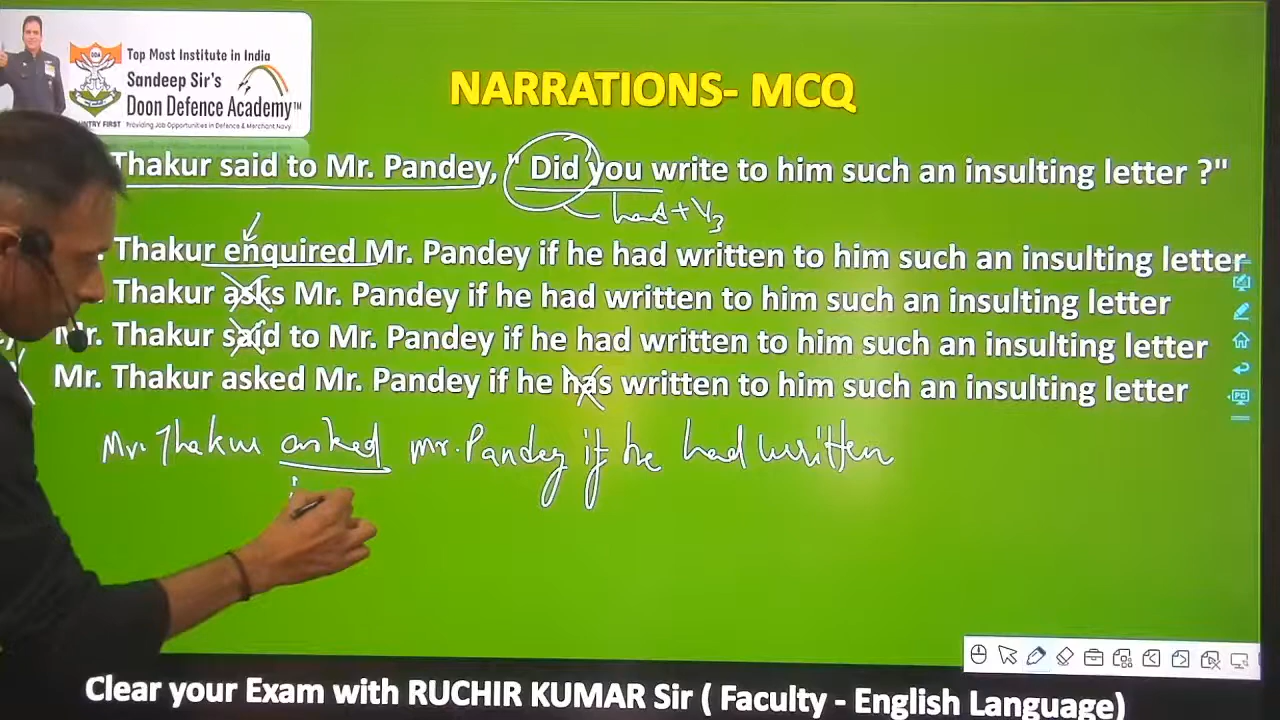 Top Most Institute in India
Sandeep Sir's
Doon Defence Academy™
COUNTRY FIRST Providing Job Opportunities in Defence & Merchant Navy
NARRATIONS- MCQ
Thakur said to Mr. Pandey, "Did you write to him such an insulting letter ?"
had + V3
Thakur enquired Mr. Pandey if he had written to him such an insulting letter
Thakur asks Mr. Pandey if he had written to him such an insulting letter
Mr. Thakur said to Mr. Pandey if he had written to him such an insulting letter
Mr. Thakur asked Mr. Pandey if he has written to him such an insulting letter
Mr. Thakur asked Mr. Pandey if he had written
Clear your Exam with RUCHIR KUMAR Sir ( Faculty - English Language)